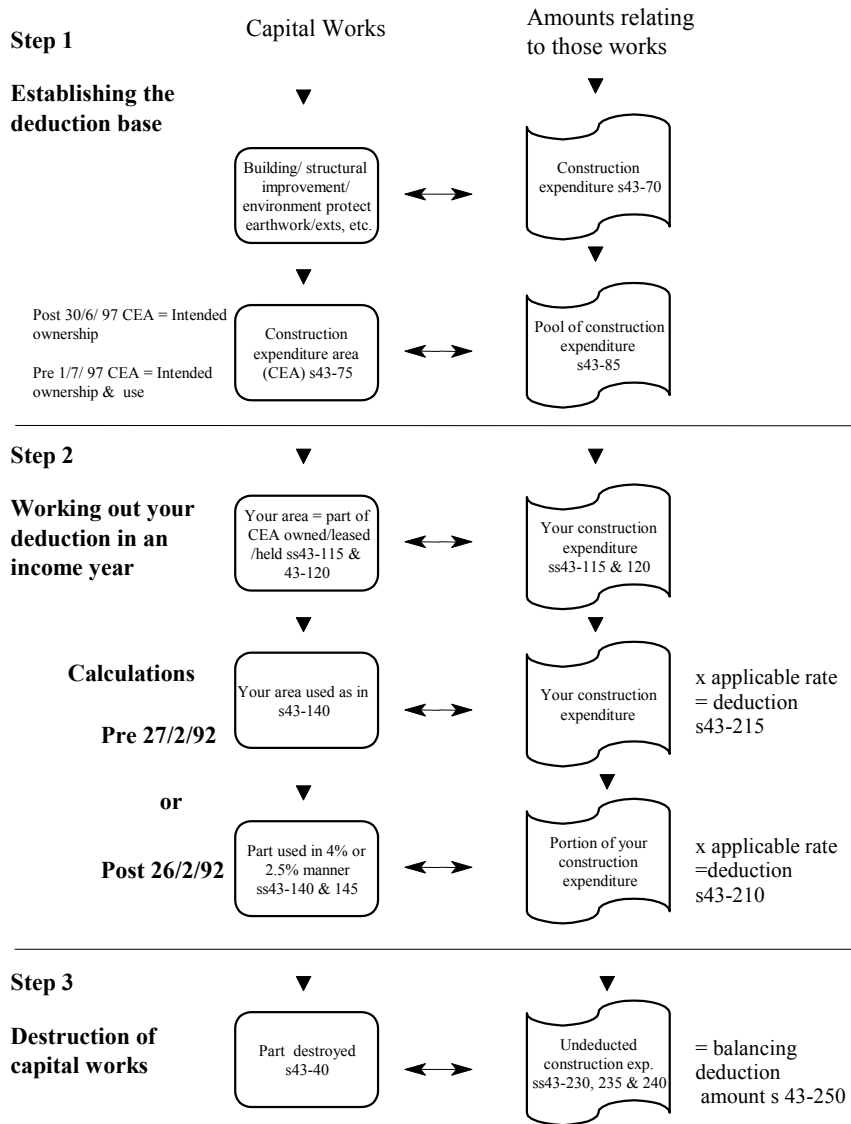 Step 1
Capital Works
Amounts relating
to those works
Establishing the
deduction base
Building/ structural
improvement/
environment protect
earthwork/exts, etc.
Construction
expenditure s43-70
Post 30/6/ 97 CEA = Intended
ownership
Pre 1/7/ 97 CEA = Intended
ownership & use
Construction
expenditure area
(CEA) s43-75
Pool of construction
expenditure
s43-85
Step 2
Working out your
deduction in an
income year
Your area = part of
CEA owned/leased
/held ss43-115 &
43-120
Your construction
expenditure
ss43-115 & 120
Calculations
Pre 27/2/92
Your area used as in
s43-140
Your construction
expenditure
x applicable rate
= deduction
s43-215
or
Post 26/2/92
Part used in 4% or
2.5% manner
ss43-140 & 145
Portion of your
construction
expenditure
x applicable rate
=deduction
s43-210
Step 3
Destruction of
capital works
Part destroyed
s43-40
Undeducted
construction exp.
ss43-230, 235 & 240
= balancing
deduction
amount s 43-250